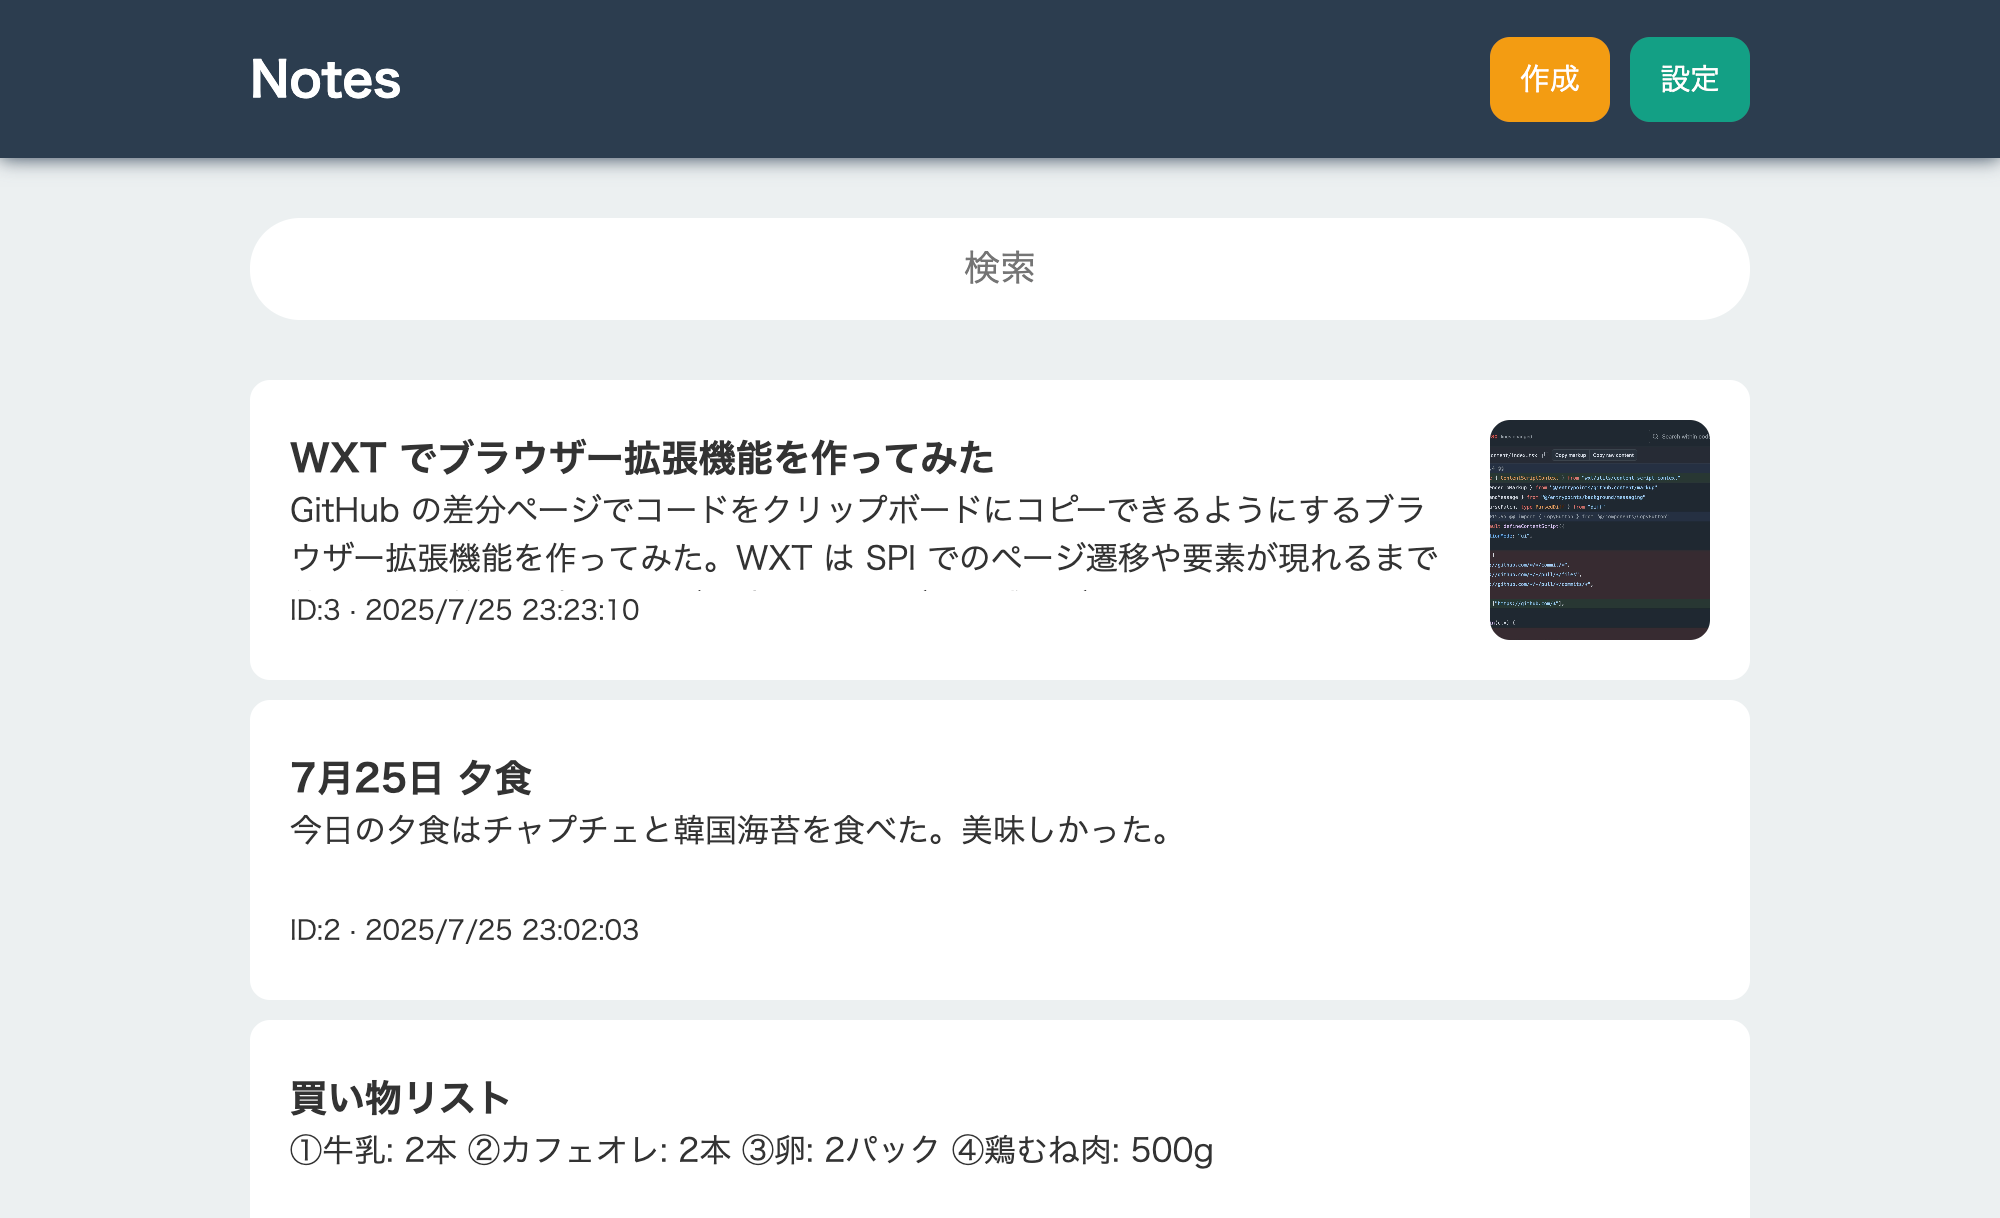 Notes
作成
設定
検索
WXT でブラウザー拡張機能を作ってみた
GitHub の差分ページでコードをクリップボードにコピーできるようにするブラ
ウザー拡張機能を作ってみた。WXT は SPI でのページ遷移や要素が現れるまで
ID:3 · 2025/7/25 23:23:10
Search within cod
Copy markup Copy raw content
7月25日 夕食
今日の夕食はチャプチェと韓国海苔を食べた。美味しかった。
ID:2 · 2025/7/25 23:02:03
買い物リスト
①牛乳: 2本 ②カフェオレ: 2本 ③卵: 2パック ④鶏むね肉: 500g